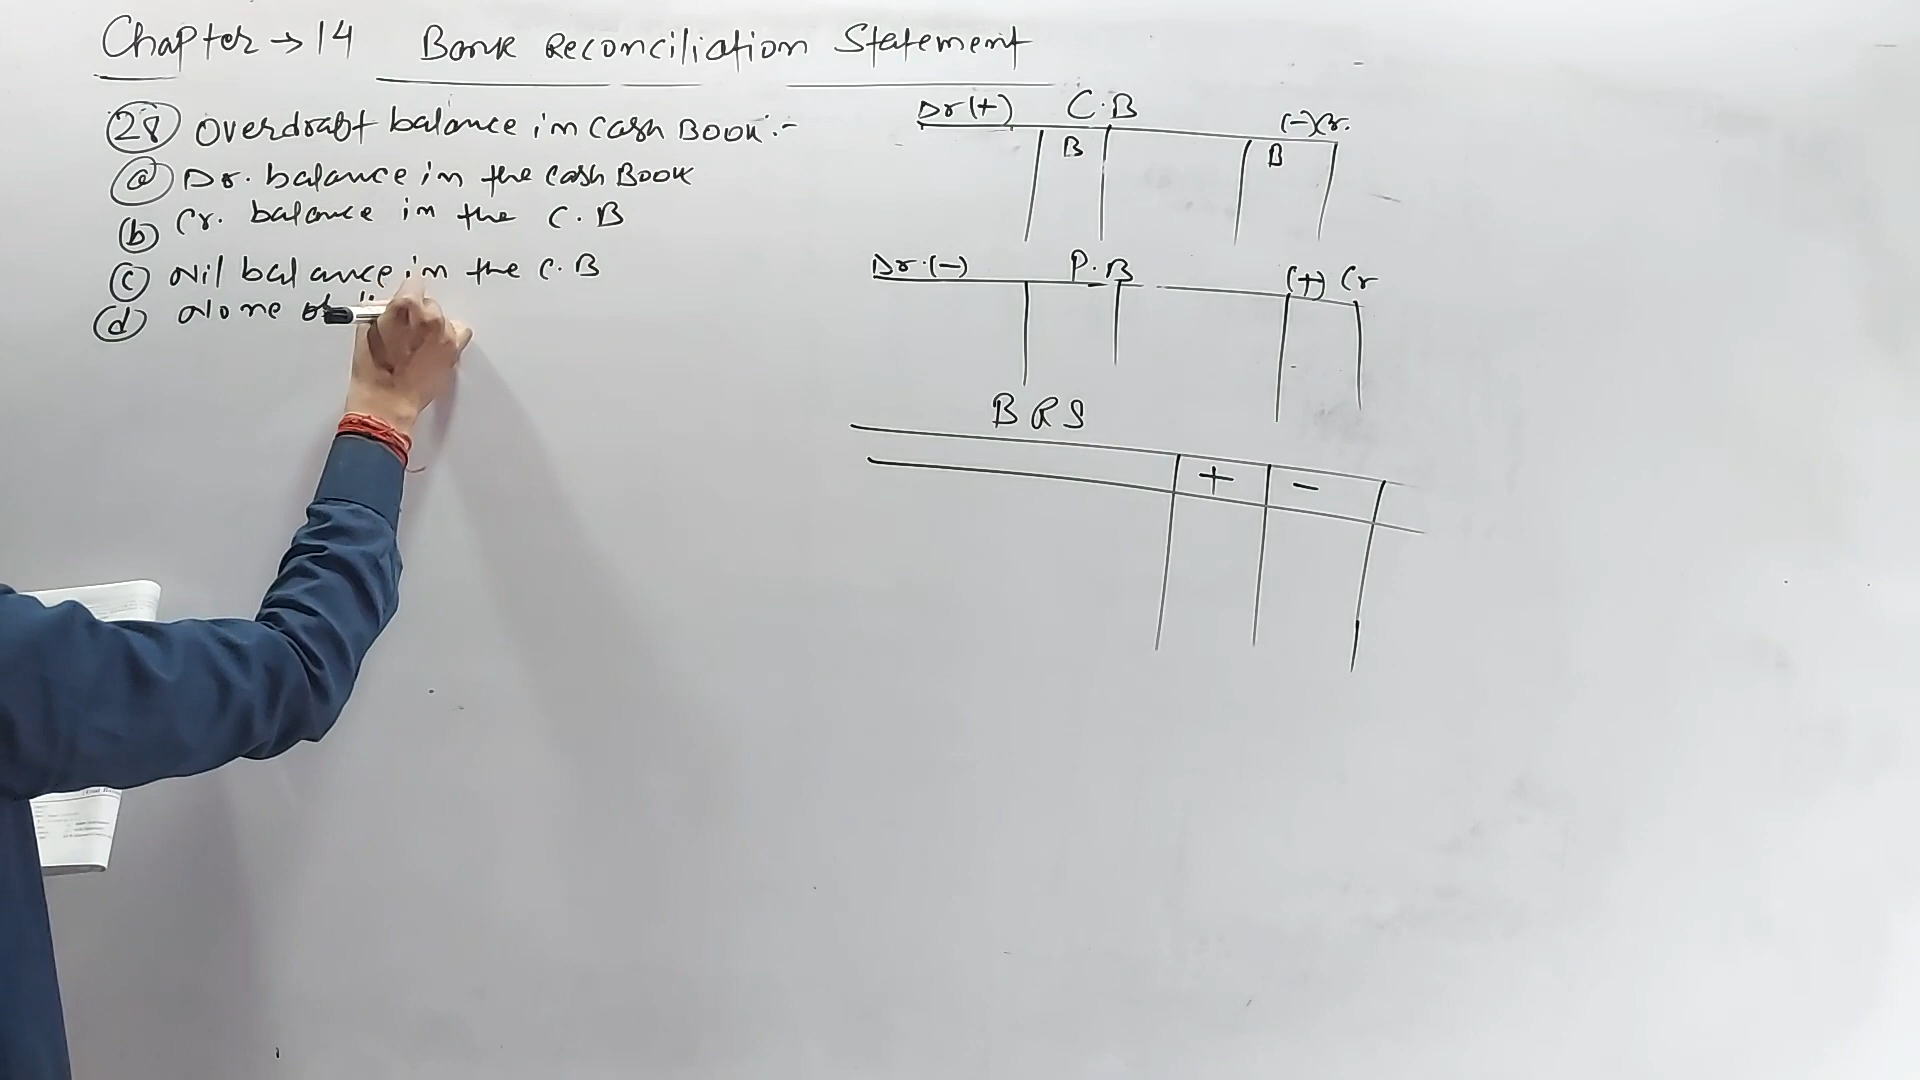 Chapter → 14 Bank Reconciliation Statement
28 Overdraft balance in Cash Book :-
a Dr. balance in the Cash Book
b Cr. balance in the C.B
c Nil balance in the C.B
d None of
Dr (+) C.B (-) Cr.
B B
Dr. (-) P.B (+) Cr
B R S
+ -